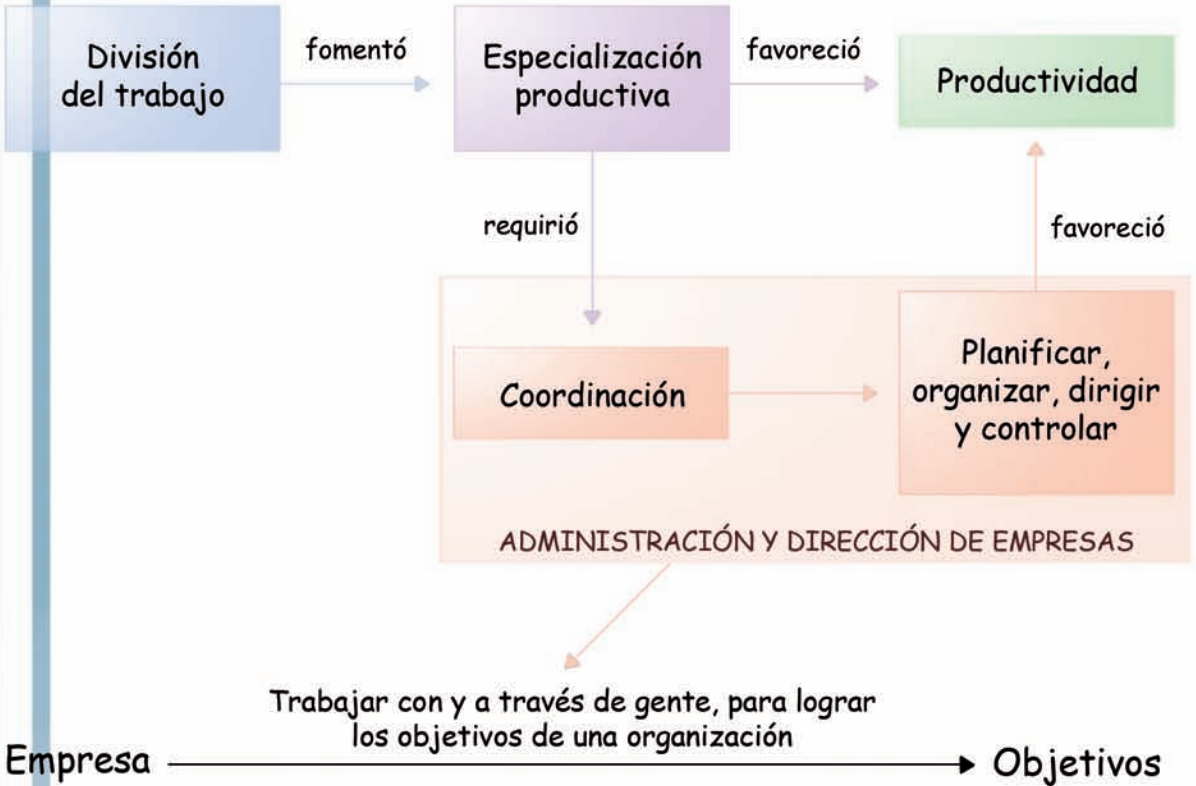 División
del trabajo
fomentó
Especialización
productiva
favoreció
Productividad
requirió
favoreció
Coordinación
Planificar,
organizar, dirigir
y controlar
ADMINISTRACIÓN Y DIRECCIÓN DE EMPRESAS
Trabajar con y a través de gente, para lograr
los objetivos de una organización
Empresa
Objetivos